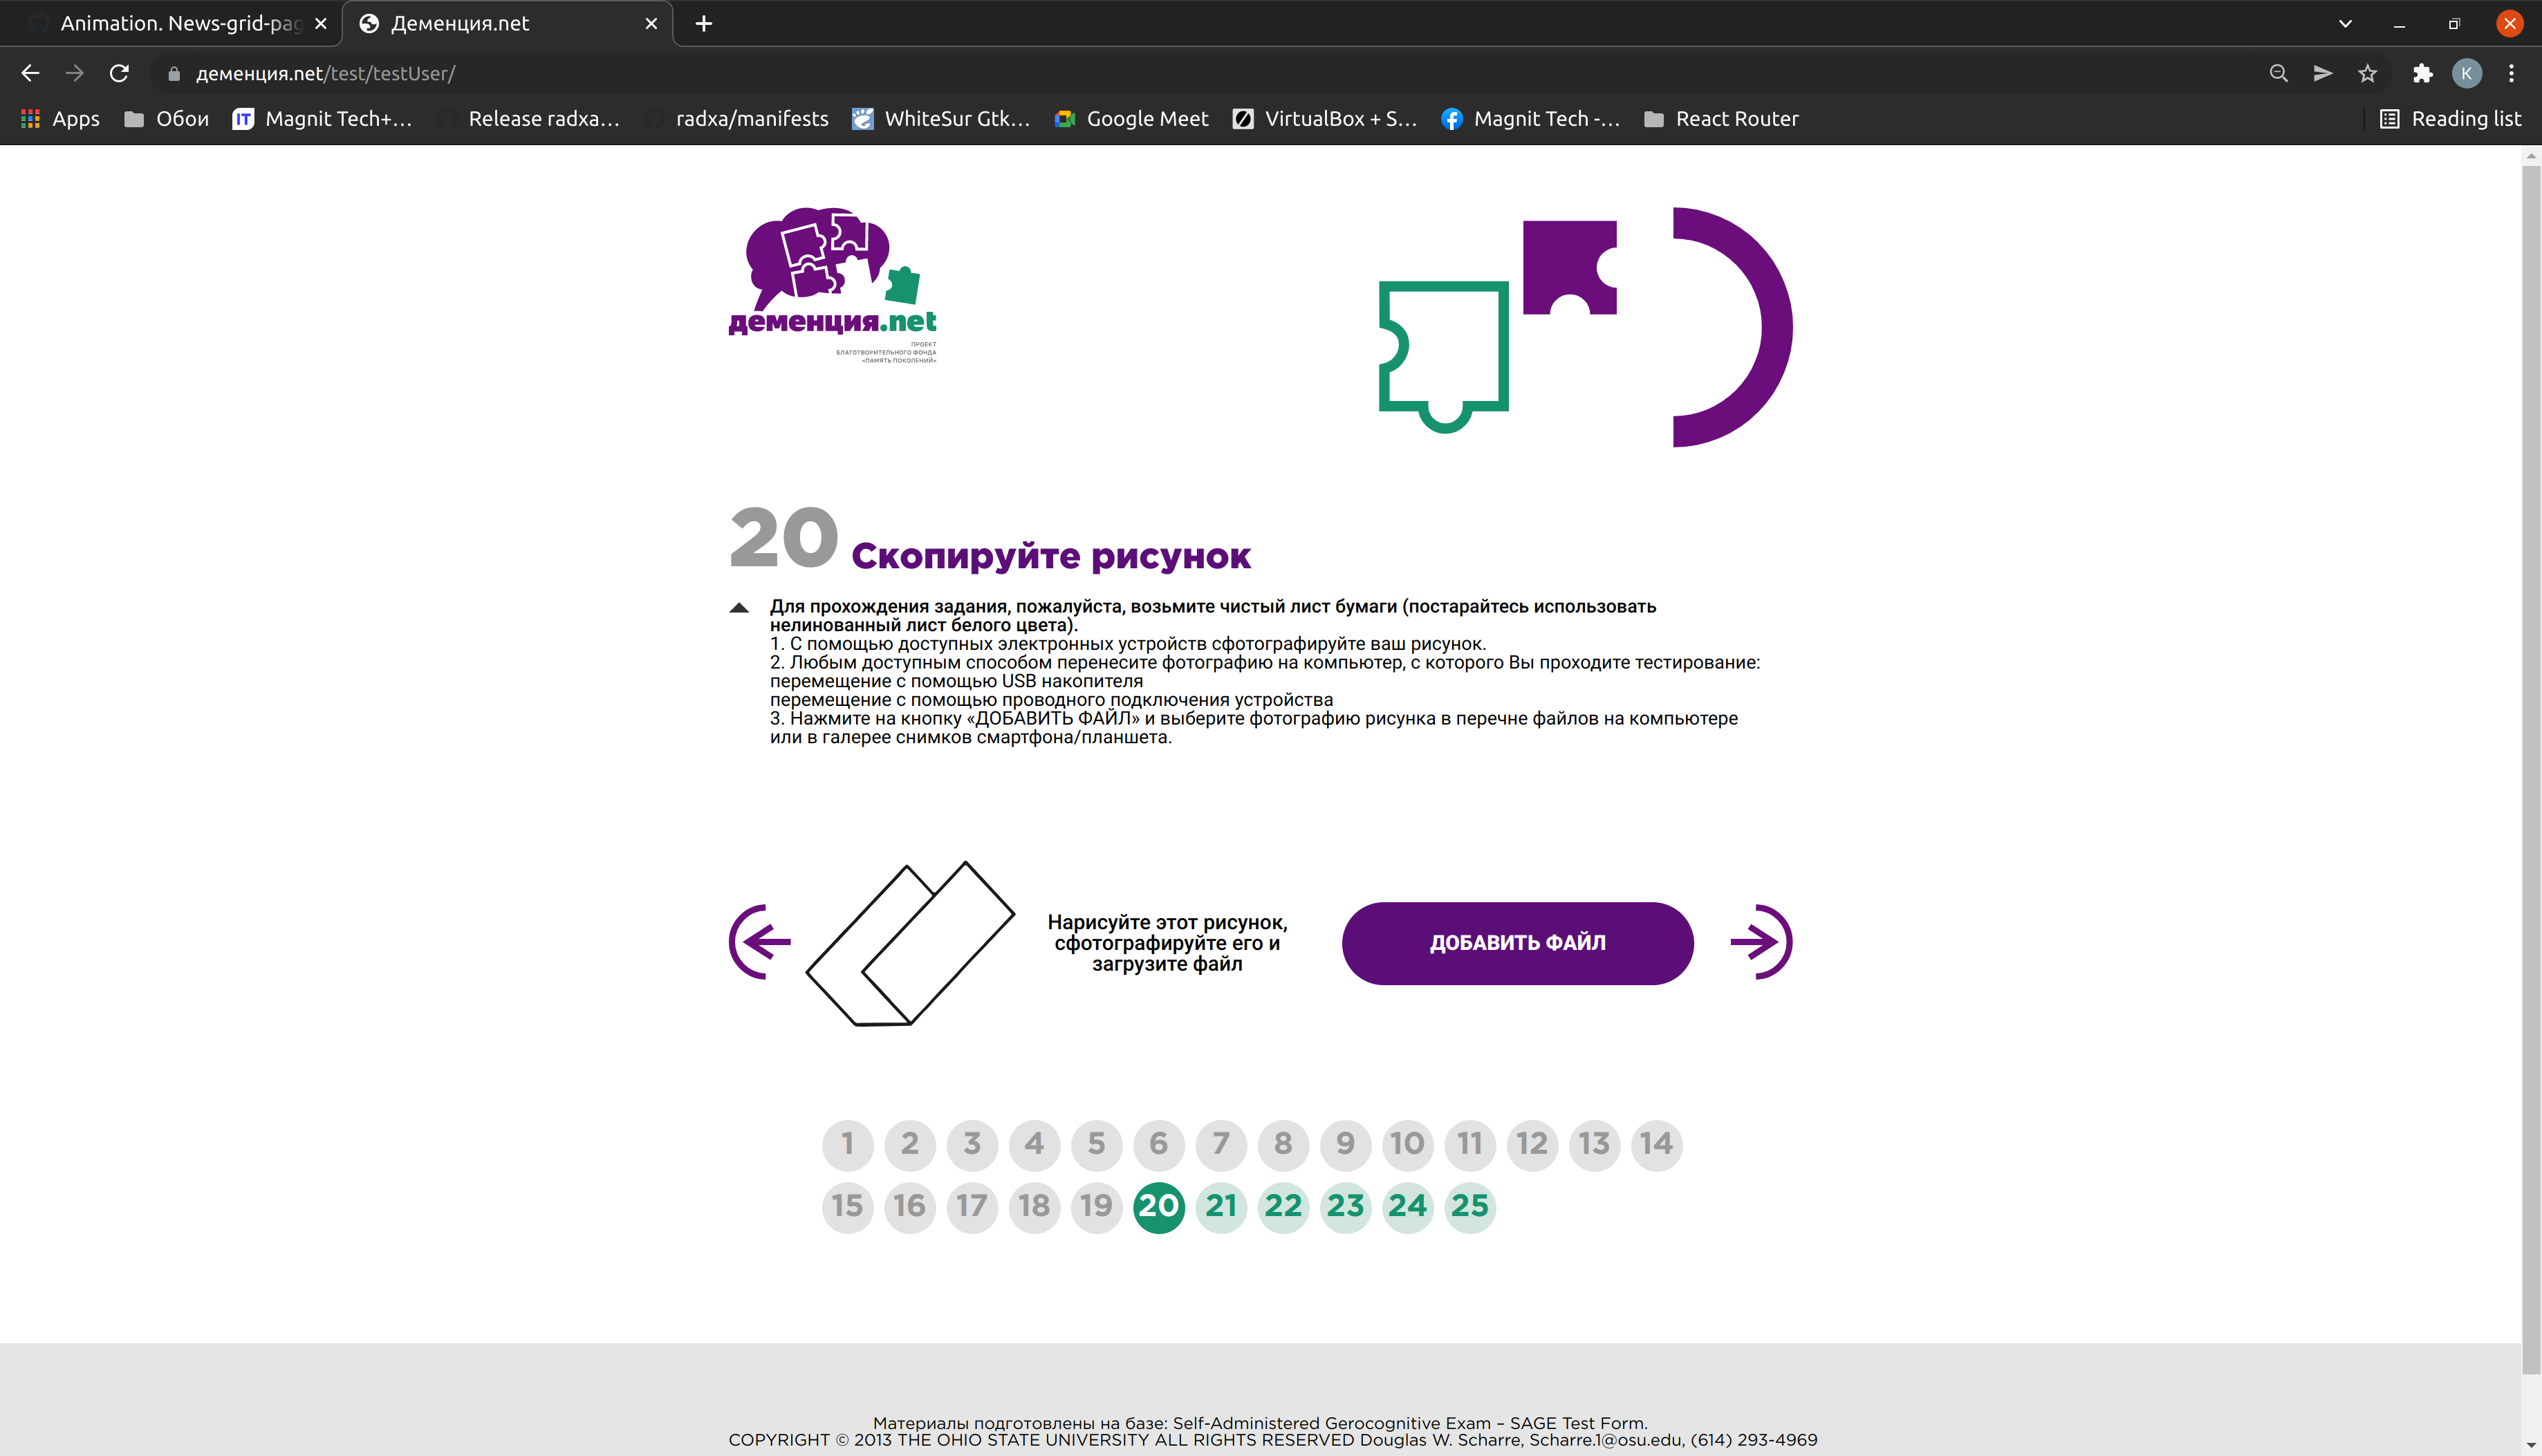 Animation. News-grid-pag
Деменция.net
деменция.net/test/testUser/
K
Apps
Обои
IT
Magnit Tech+...
Release radxa...
radxa/manifests
WhiteSur Gtk...
Google Meet
VirtualBox + S...
Magnit Tech -...
React Router
Reading list
деменция.net
ПРОЕКТ
БЛАГОТВОРИТЕЛЬНОГО ФОНДА
«ПАМЯТЬ ПОКОЛЕНИЙ»
20 Скопируйте рисунок
Для прохождения задания, пожалуйста, возьмите чистый лист бумаги (постарайтесь использовать
нелинованный лист белого цвета).
1. С помощью доступных электронных устройств сфотографируйте ваш рисунок.
2. Любым доступным способом перенесите фотографию на компьютер, с которого Вы проходите тестирование:
перемещение с помощью USB накопителя
перемещение с помощью проводного подключения устройства
3. Нажмите на кнопку «ДОБАВИТЬ ФАЙЛ» и выберите фотографию рисунка в перечне файлов на компьютере
или в галерее снимков смартфона/планшета.
Нарисуйте этот рисунок,
сфотографируйте его и
загрузите файл
ДОБАВИТЬ ФАЙЛ
1 2 3 4 5 6 7 8 9 10 11 12 13 14
15 16 17 18 19 20 21 22 23 24 25
Материалы подготовлены на базе: Self-Administered Gerocognitive Exam – SAGE Test Form.
COPYRIGHT © 2013 THE OHIO STATE UNIVERSITY ALL RIGHTS RESERVED Douglas W. Scharre, Scharre.1@osu.edu, (614) 293-4969